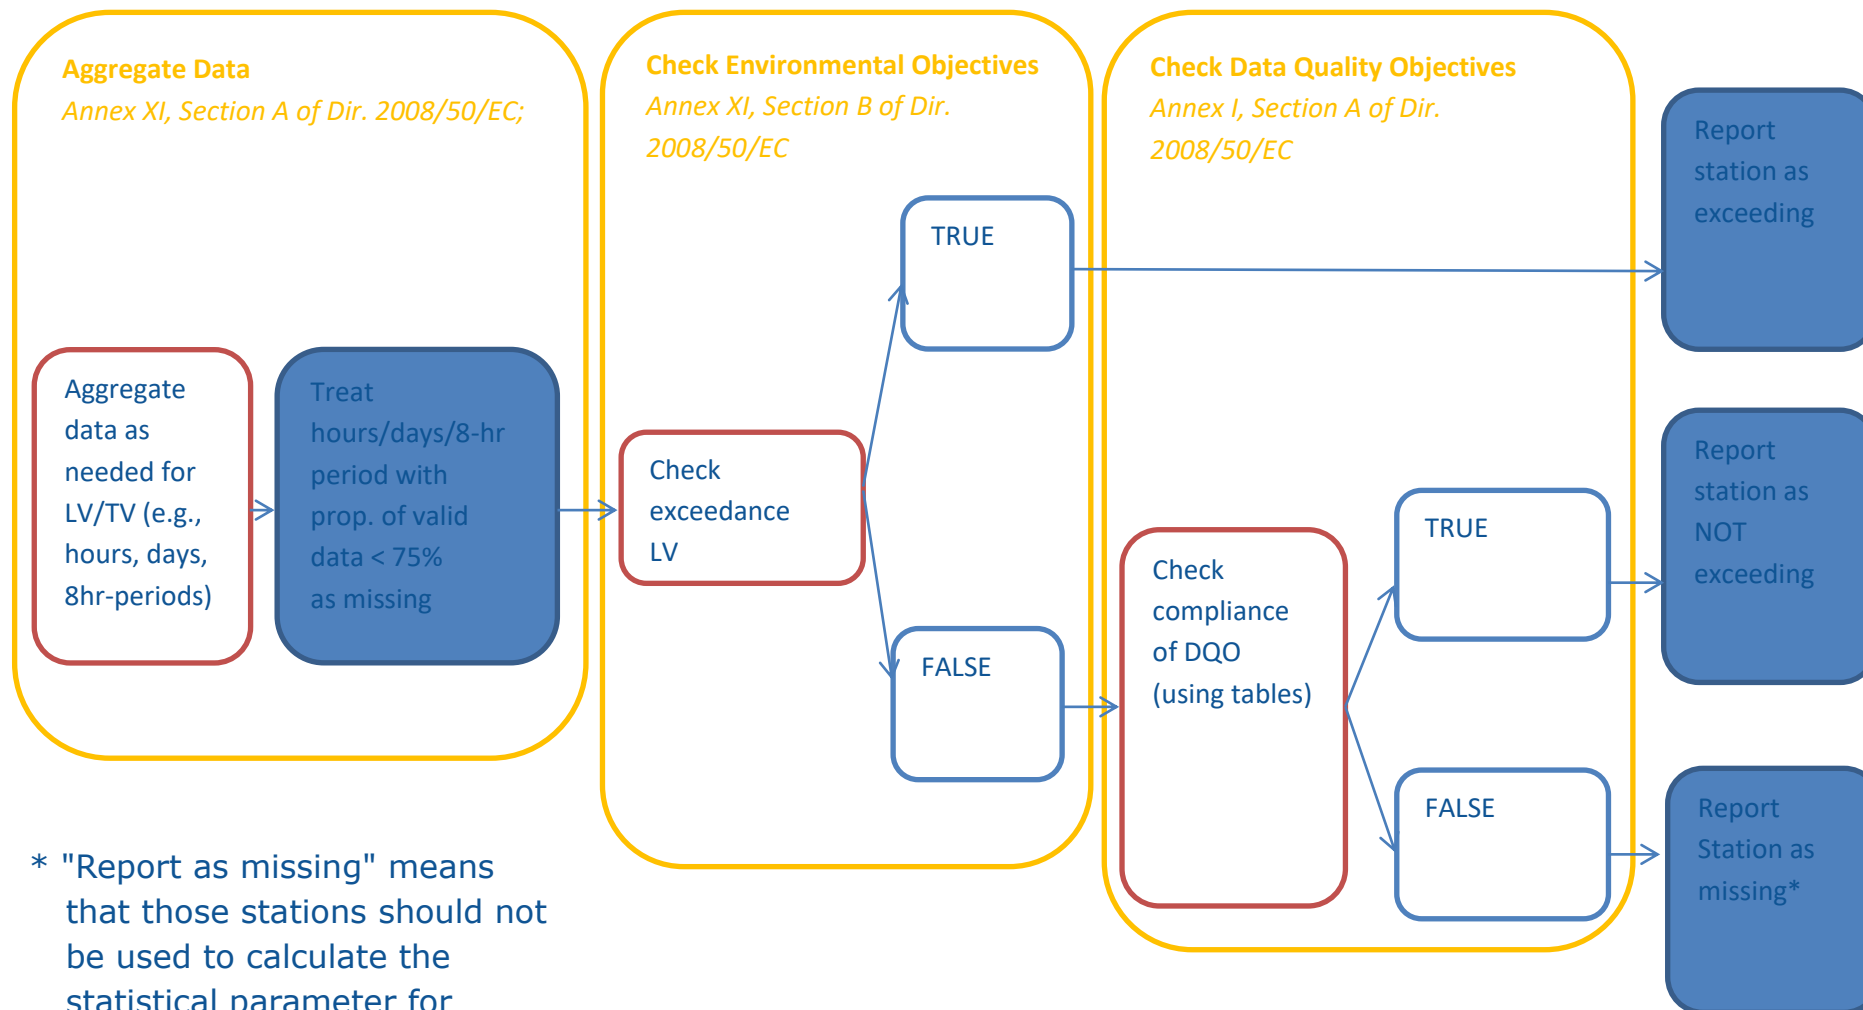 Aggregate Data
Annex XI, Section A of Dir. 2008/50/EC;
Aggregate
data as
needed for
LV/TV (e.g.,
hours, days,
8hr-periods)
Treat
hours/days/8-hr
period with
prop. of valid
data < 75%
as missing
Check Environmental Objectives
Annex XI, Section B of Dir.
2008/50/EC
TRUE
Check
exceedance
LV
FALSE
Check Data Quality Objectives
Annex I, Section A of Dir.
2008/50/EC
Check
compliance
of DQO
(using tables)
TRUE
FALSE
Report
station as
exceeding
Report
station as
NOT
exceeding
Report
Station as
missing*
* "Report as missing" means
that those stations should not
be used to calculate the
statistical parameter for